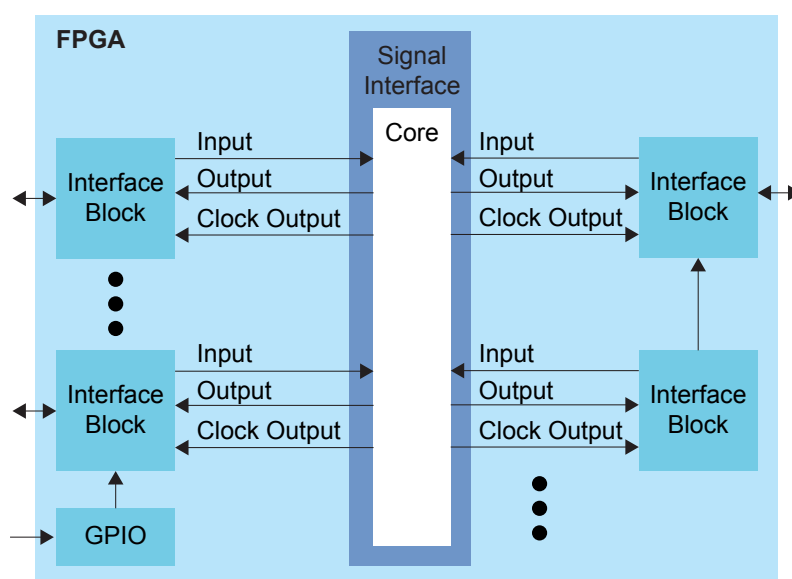 FPGA
Signal
Interface
Core
Input
Output
Clock Output
Interface
Block
Input
Output
Clock Output
Interface
Block
Input
Output
Clock Output
Interface
Block
Input
Output
Clock Output
Interface
Block
GPIO